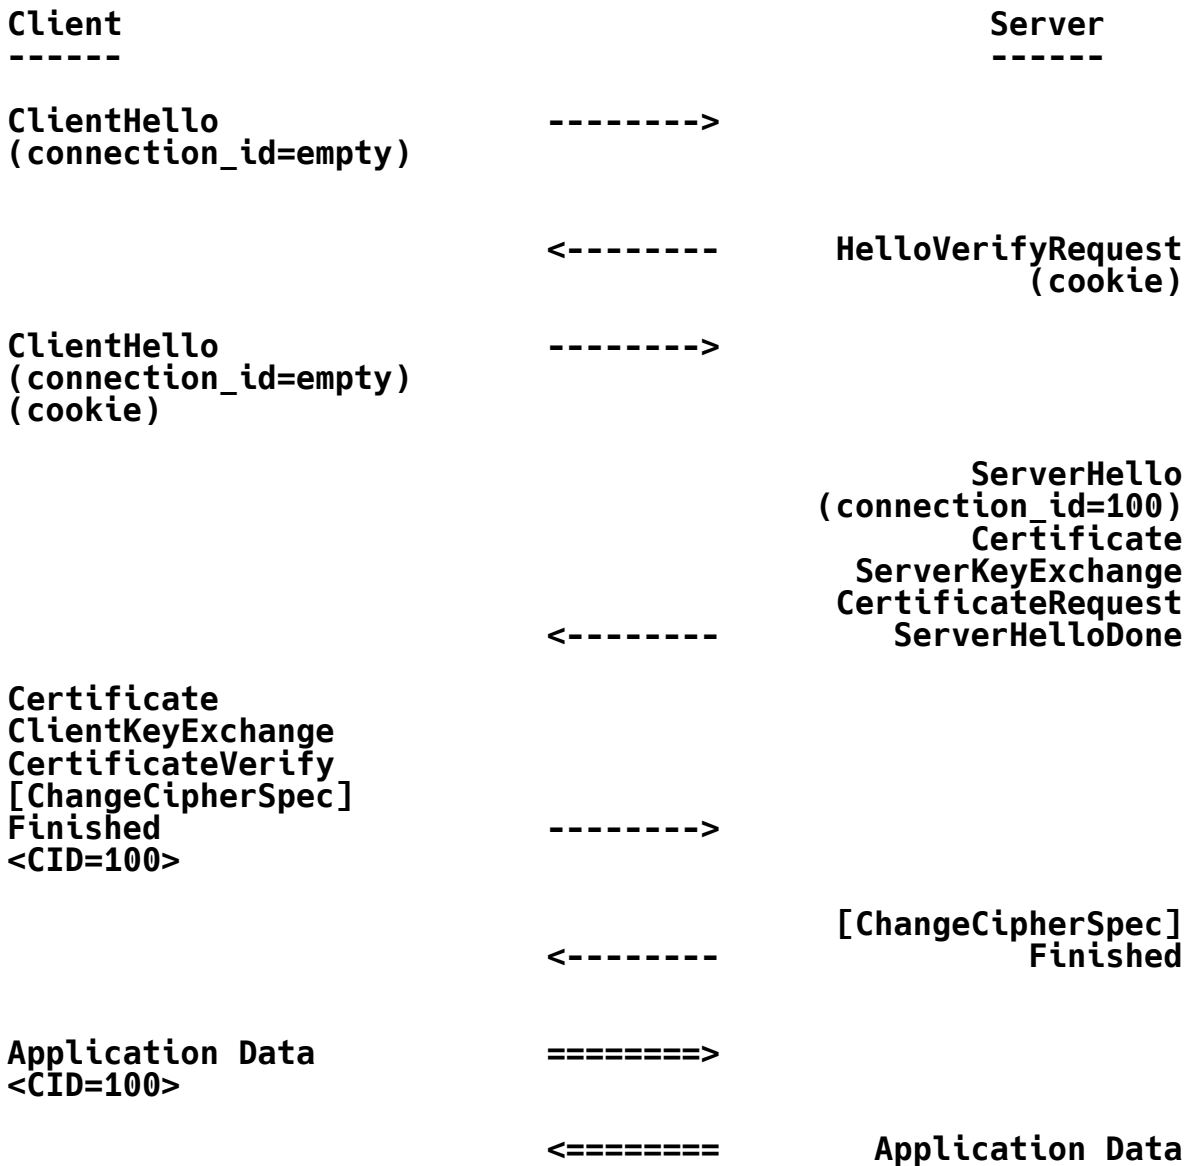 Client                                             Server
------                                             ------

ClientHello                 -------->
(connection_id=empty)


                            <--------      HelloVerifyRequest
                                                     (cookie)

ClientHello                 -------->
(connection_id=empty)
(cookie)

                                                  ServerHello
                                          (connection_id=100)
                                                  Certificate
                                            ServerKeyExchange
                                           CertificateRequest
                            <--------         ServerHelloDone

Certificate
ClientKeyExchange
CertificateVerify
[ChangeCipherSpec]
Finished                    -------->
<CID=100>

                                           [ChangeCipherSpec]
                            <--------                Finished


Application Data            ========>
<CID=100>

                            <========        Application Data